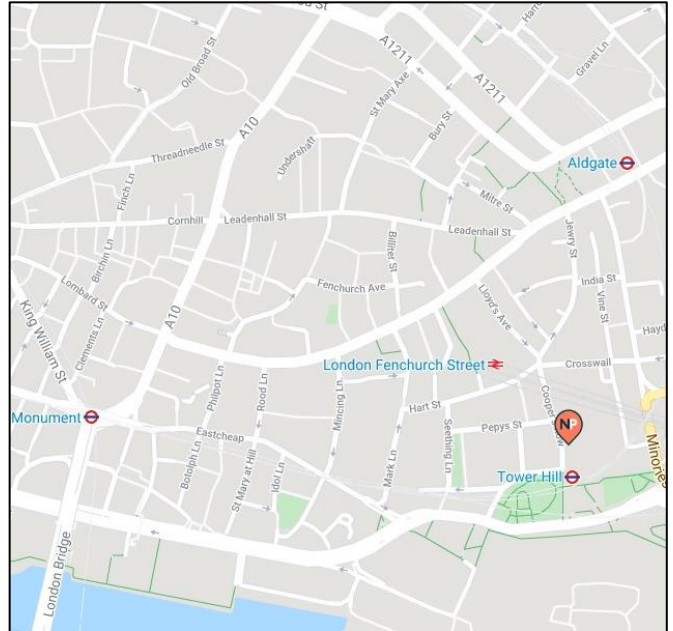 A1211
A1211
Gravel Ln
Old Broad St
St Mary Axe
A10
Bury St
Threadneedle St
Undershaft
Aldgate
Finch Ln
Mitre St
Cornhill
Leadenhall St
Leadenhall St
Jewry St
Billiter St
Birchin Ln
Lombard St
Fenchurch Ave
India St
Lloyd's Ave
Vine St
King William St
A10
Clements Ln
London Fenchurch Street
Crosswall
Philpot Ln
Rood Ln
Mincing Ln
Hart St
Monument
Eastcheap
Pepys St
N
Seething Ln
Minories
Botolph Ln
St Mary at Hill
Idol Ln
Mark Ln
Tower Hill
London Bridge